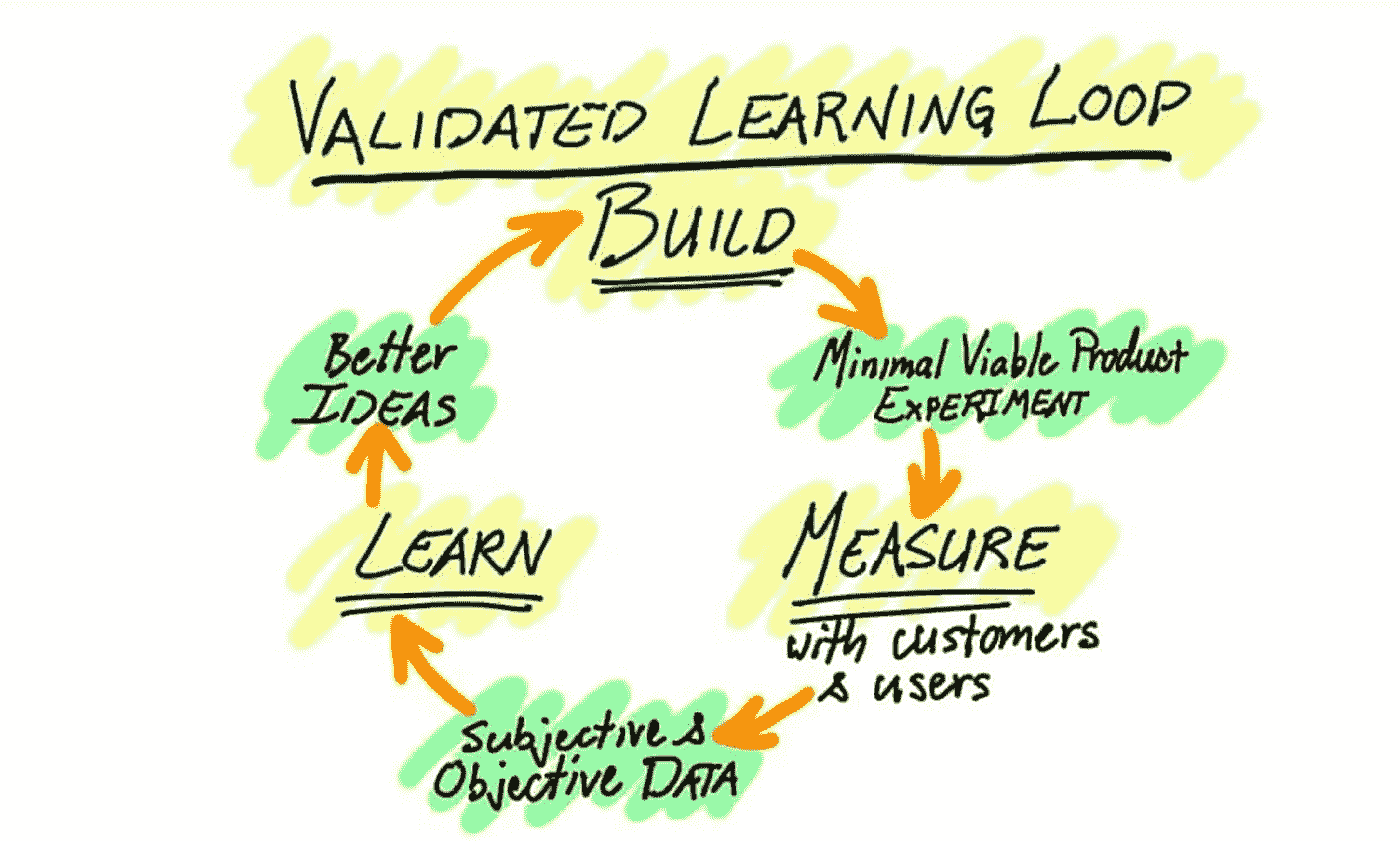 VALIDATED LEARNING LOOP
BUILD
Minimal Viable Product
EXPERIMENT
MEASURE
with customers
& users
Subjective &
Objective DATA
LEARN
Better
IDEAS